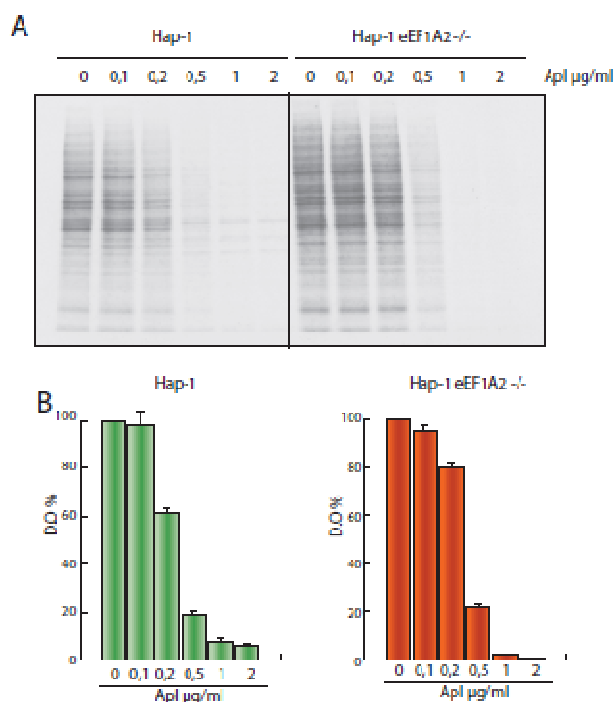 A
Hap-1 Hap-1 eEF1A2-/-
0 0,1 0,2 0,5 1 2 0 0,1 0,2 0,5 1 2 Apl µg/ml
B
Hap-1
100
80
60
40
20
0
D.O %
0 0,1 0,2 0,5 1 2
Apl µg/ml
Hap-1 eEF1A2 -/-
100
80
60
40
20
0
D.O %
0 0,1 0,2 0,5 1 2
Apl µg/ml